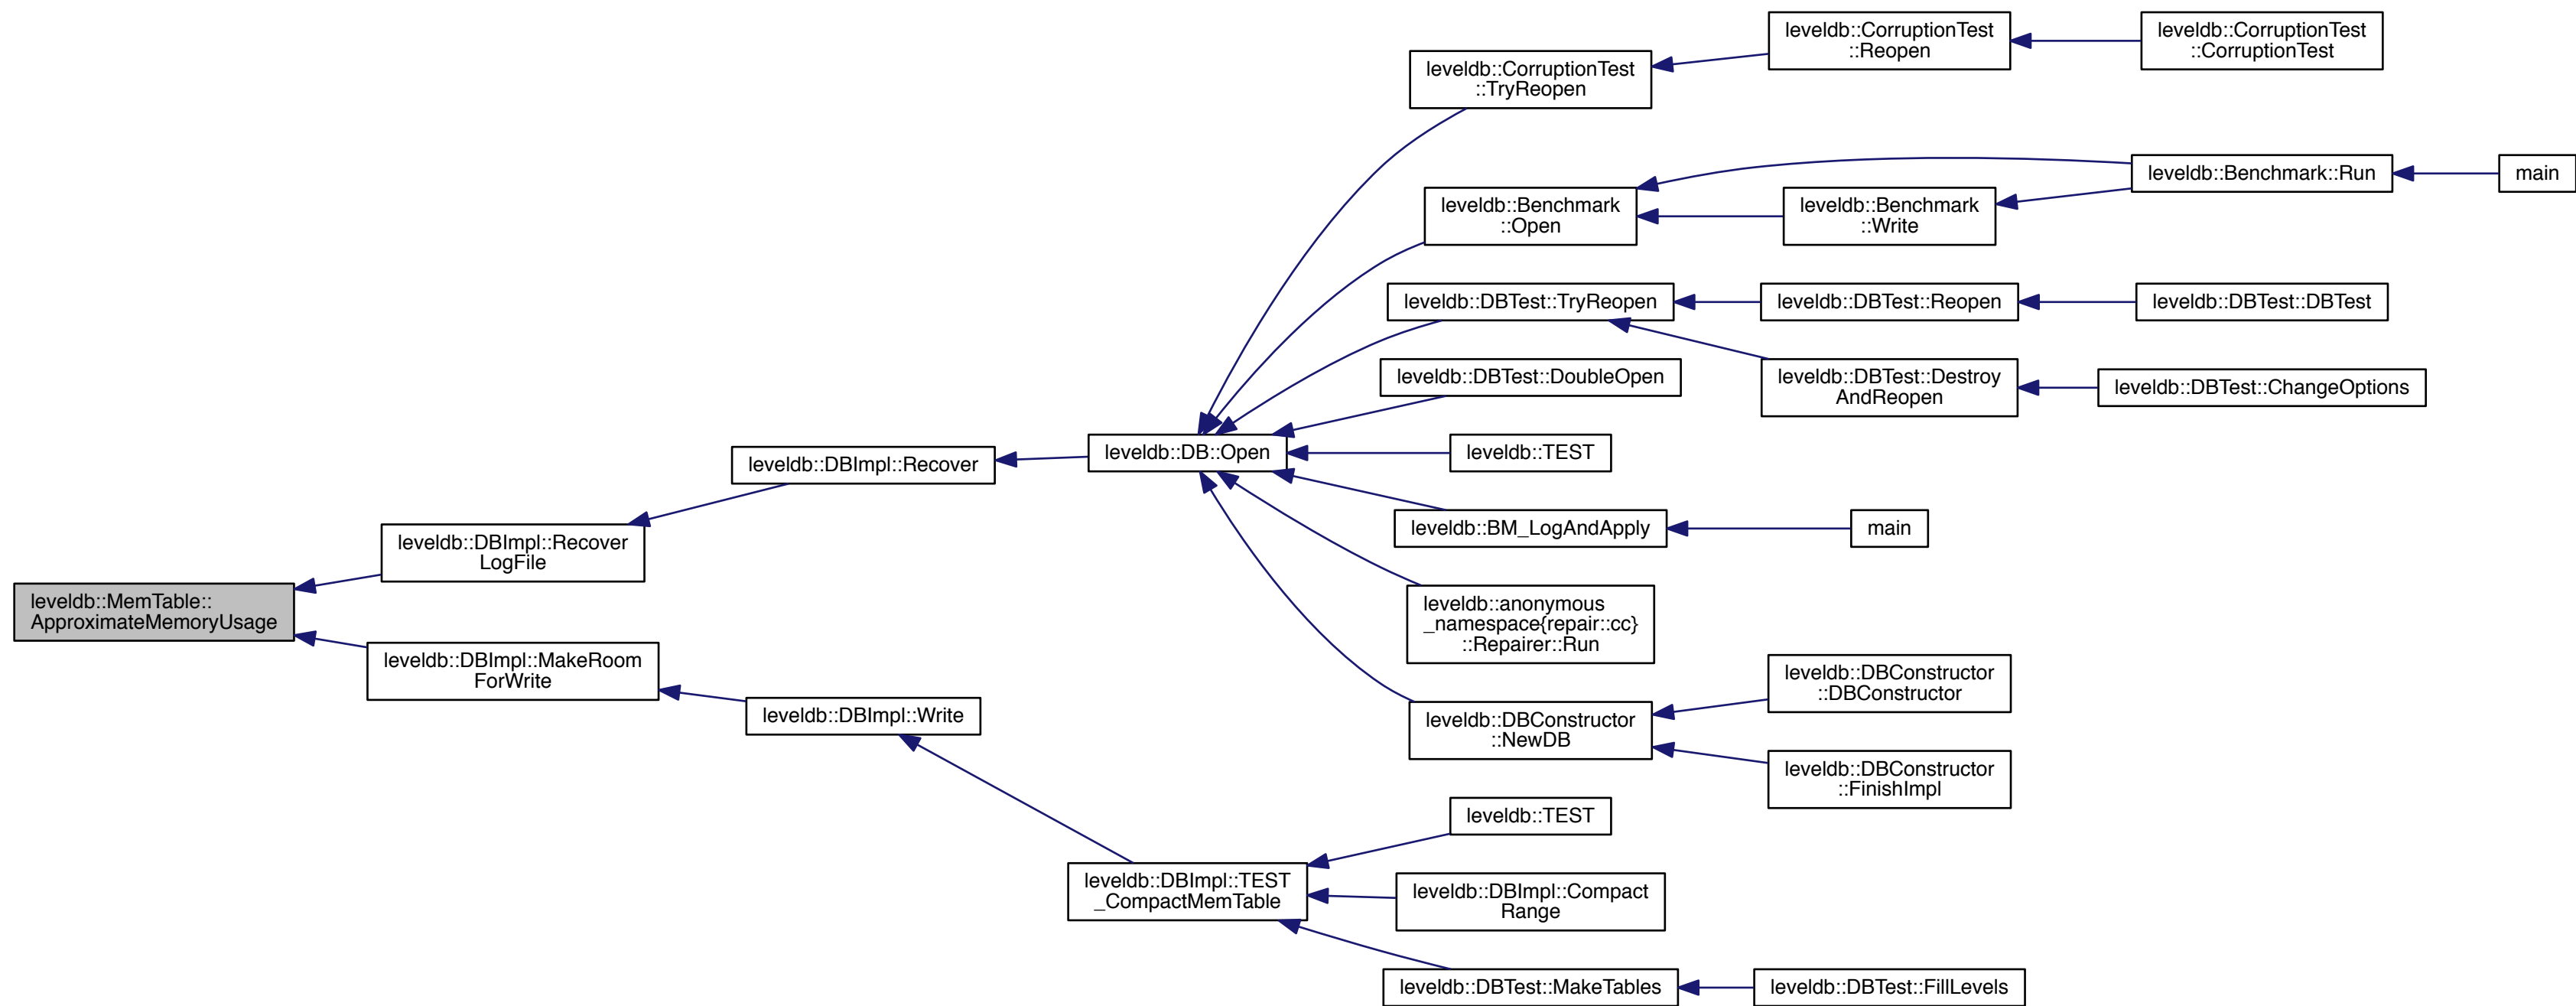 leveldb::CorruptionTest
::TryReopen
leveldb::CorruptionTest
::Reopen
leveldb::CorruptionTest
::CorruptionTest
leveldb::Benchmark
::Open
leveldb::Benchmark
::Write
leveldb::Benchmark::Run
main
leveldb::DBTest::TryReopen
leveldb::DBTest::Reopen
leveldb::DBTest::DBTest
leveldb::DBTest::DoubleOpen
leveldb::DBTest::Destroy
AndReopen
leveldb::DBTest::ChangeOptions
leveldb::DBImpl::Recover
leveldb::DB::Open
leveldb::TEST
leveldb::DBImpl::Recover
LogFile
leveldb::BM_LogAndApply
main
leveldb::MemTable::
ApproximateMemoryUsage
leveldb::anonymous
_namespace{repair::cc}
::Repairer::Run
leveldb::DBImpl::MakeRoom
ForWrite
leveldb::DBImpl::Write
leveldb::DBConstructor
::NewDB
leveldb::DBConstructor
::DBConstructor
leveldb::DBConstructor
::FinishImpl
leveldb::TEST
leveldb::DBImpl::TEST
_CompactMemTable
leveldb::DBImpl::Compact
Range
leveldb::DBTest::MakeTables
leveldb::DBTest::FillLevels